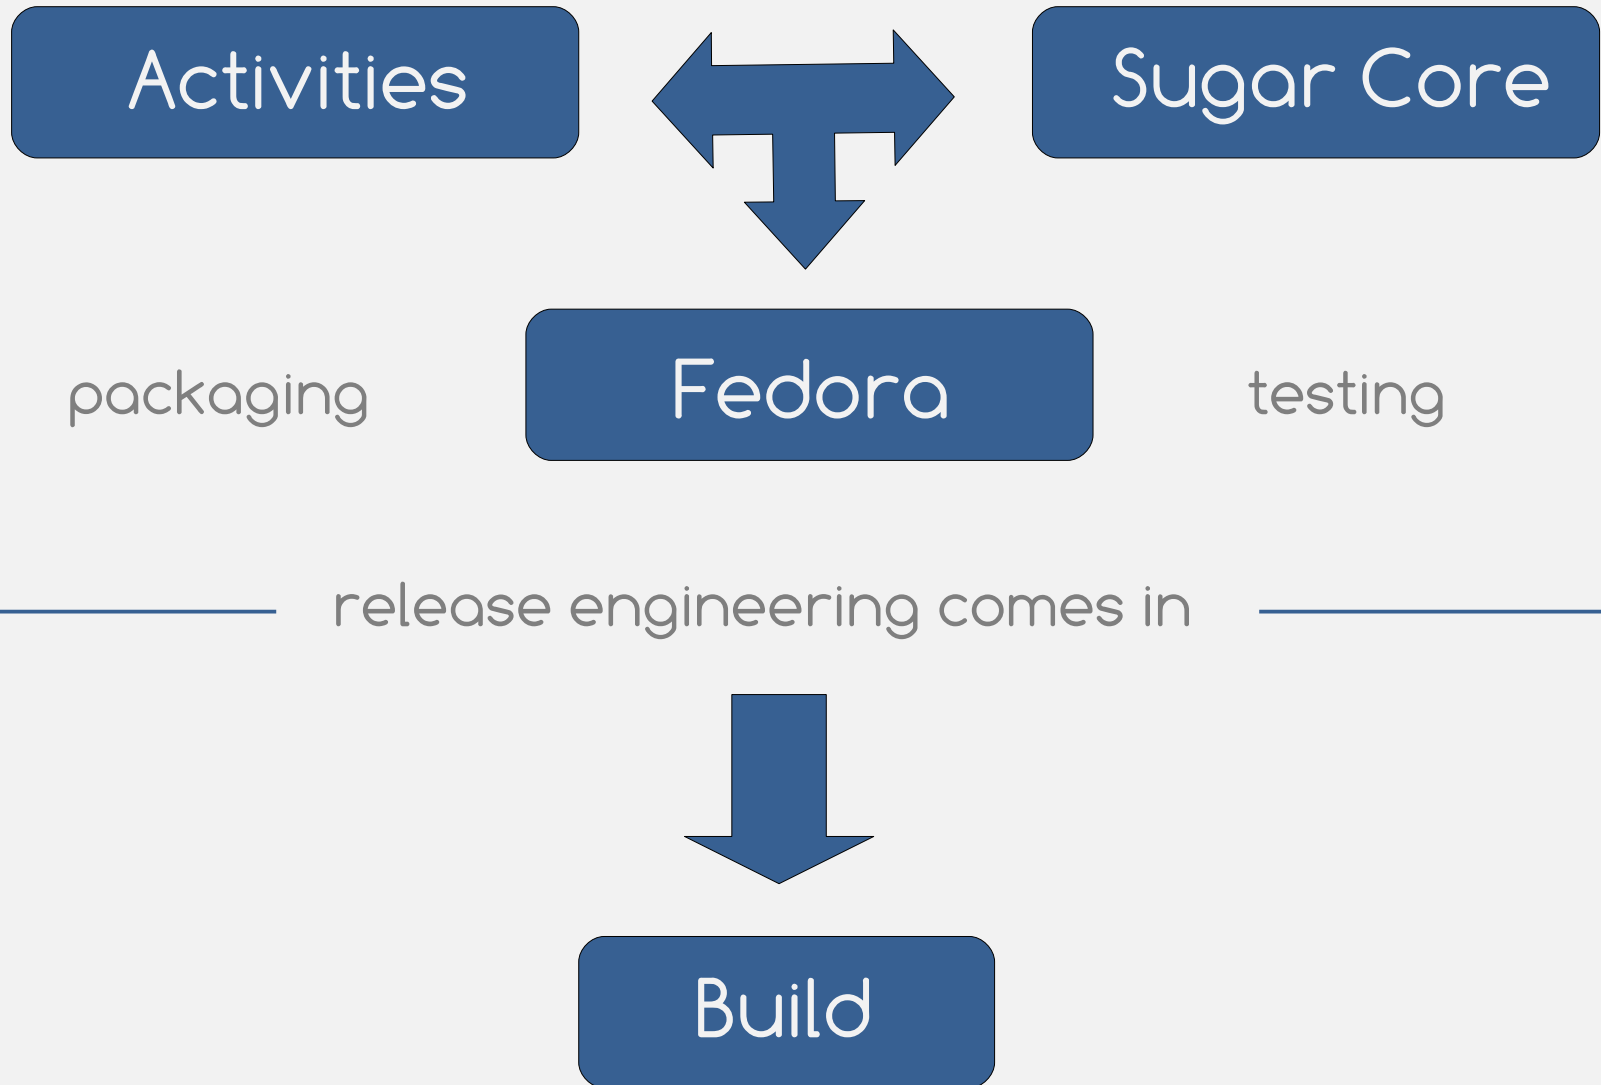 Activities
Sugar Core
Fedora
packaging
testing
release engineering comes in
Build